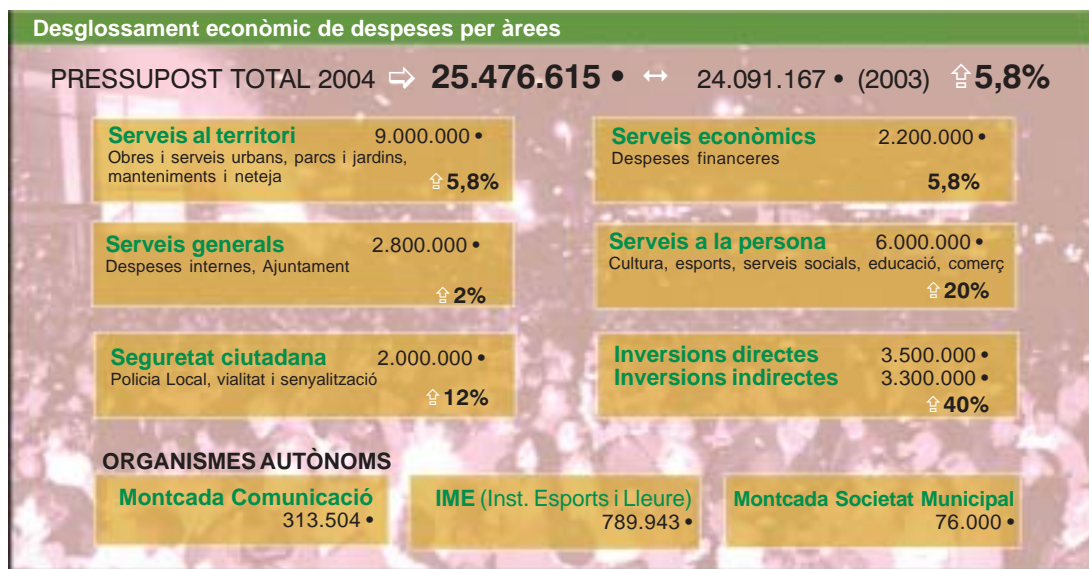 Desglossament econòmic de despeses per àrees
PRESSUPOST TOTAL 2004 ⇨ 25.476.615 • ↔ 24.091.167 • (2003) ⇧5,8%
Serveis al territori 9.000.000 •
Obres i serveis urbans, parcs i jardins,
manteniments i neteja ⇧5,8%
Serveis econòmics 2.200.000 •
Despeses financeres
5,8%
Serveis generals 2.800.000 •
Despeses internes, Ajuntament
⇧2%
Serveis a la persona 6.000.000 •
Cultura, esports, serveis socials, educació, comerç
⇧20%
Seguretat ciutadana 2.000.000 •
Policia Local, vialitat i senyalització
⇧12%
Inversions directes 3.500.000 •
Inversions indirectes 3.300.000 •
⇧40%
ORGANISMES AUTÒNOMS
Montcada Comunicació
313.504 •
IME (Inst. Esports i Lleure)
789.943 •
Montcada Societat Municipal
76.000 •